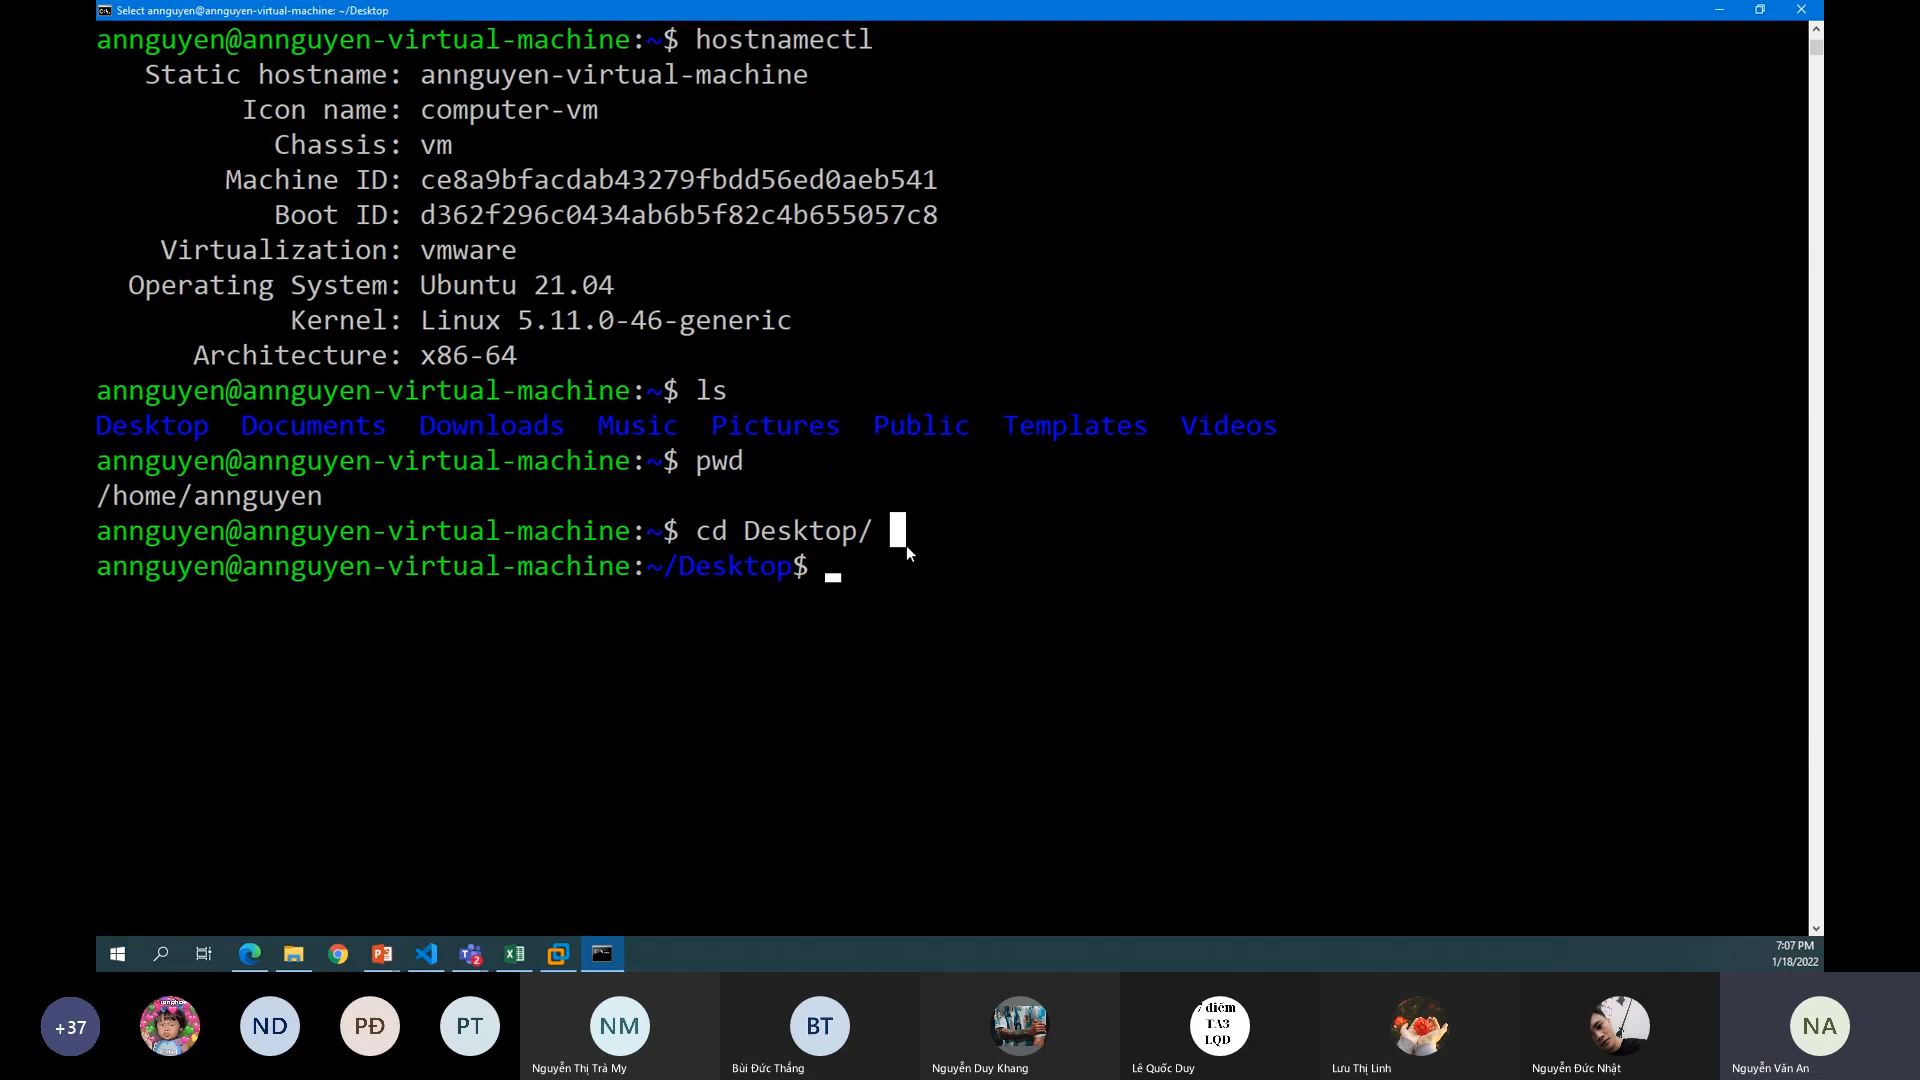 Select annguyen@annguyen-virtual-machine: ~/Desktop
annguyen@annguyen-virtual-machine:~$ hostnamectl
Static hostname: annguyen-virtual-machine
Icon name: computer-vm
Chassis: vm
Machine ID: ce8a9bfacdab43279fbdd56ed0aeb541
Boot ID: d362f296c0434ab6b5f82c4b655057c8
Virtualization: vmware
Operating System: Ubuntu 21.04
Kernel: Linux 5.11.0-46-generic
Architecture: x86-64
annguyen@annguyen-virtual-machine:~$ ls
Desktop Documents Downloads Music Pictures Public Templates Videos
annguyen@annguyen-virtual-machine:~$ pwd
/home/annguyen
annguyen@annguyen-virtual-machine:~$ cd Desktop/
annguyen@annguyen-virtual-machine:~/Desktop$
7:07 PM
1/18/2022
+37
ND
PĐ
PT
NM
BT
7 điểm
TA3
LQD
NA
Nguyễn Thị Trà My
Bùi Đức Thắng
Nguyễn Duy Khang
Lê Quốc Duy
Lưu Thị Linh
Nguyễn Đức Nhật
Nguyễn Văn An